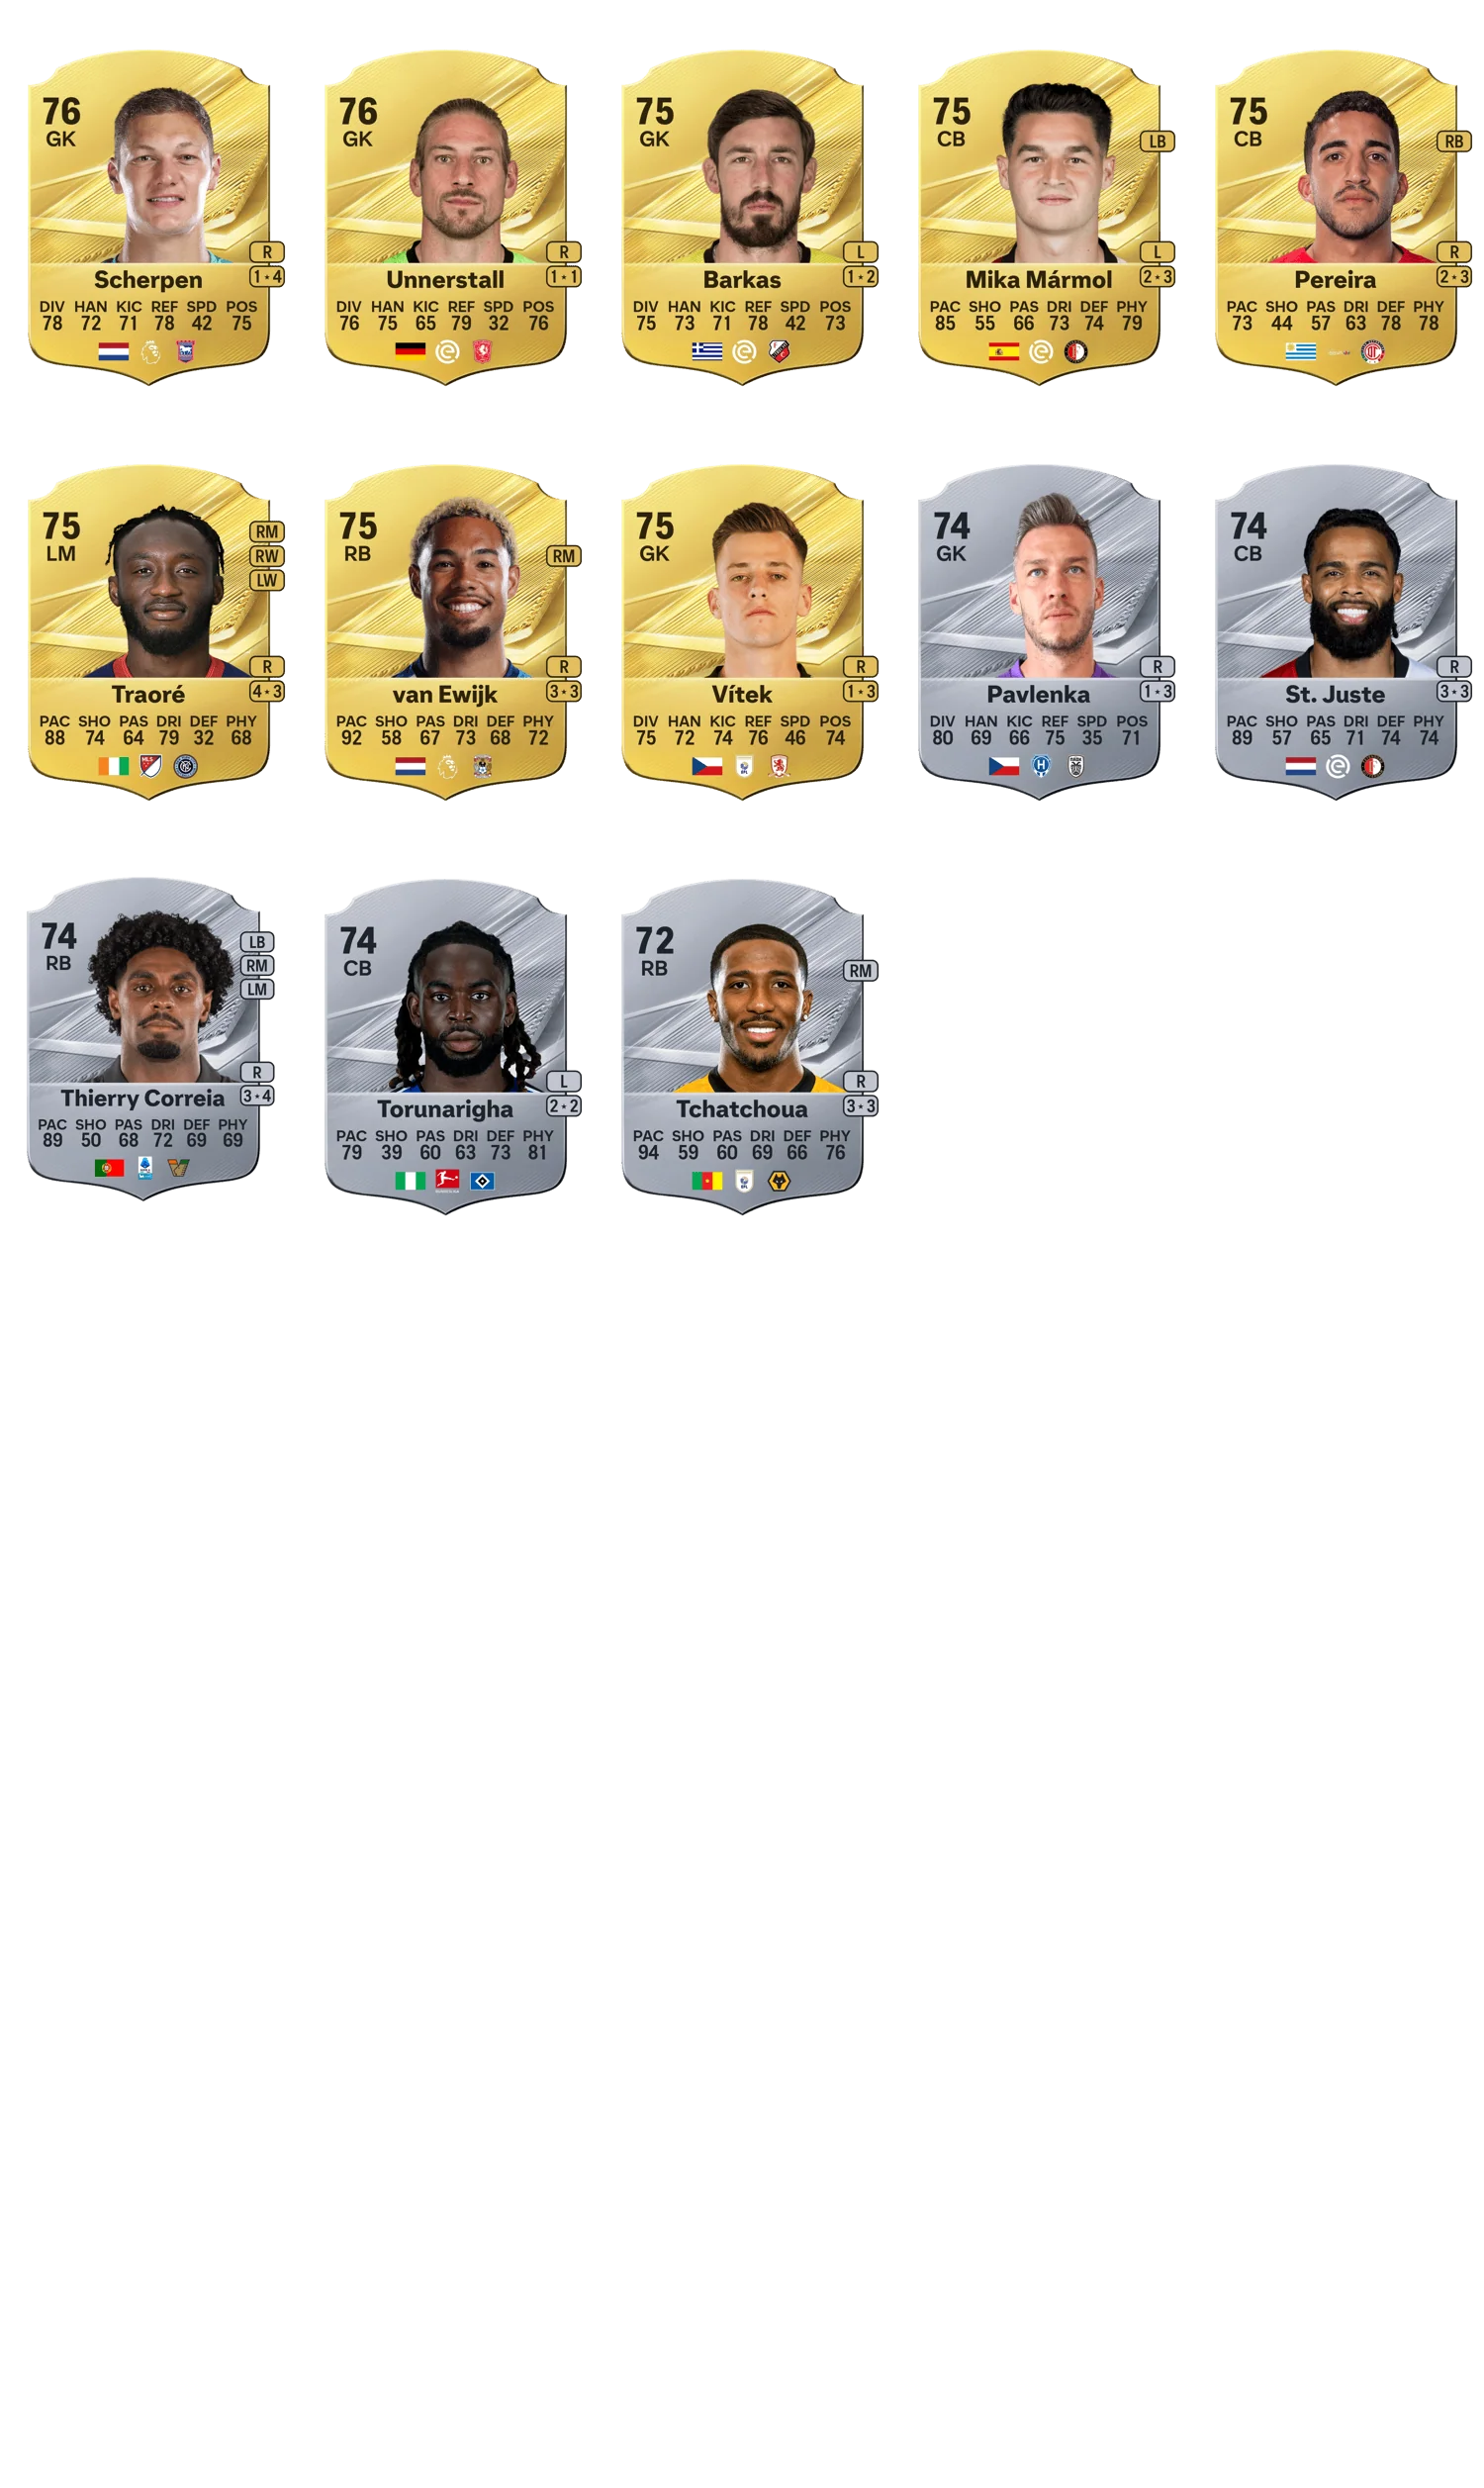 76
GK
R
1★4
Scherpen
DIV HAN KIC REF SPD POS
78 72 71 78 42 75
76
GK
R
1★1
Unnerstall
DIV HAN KIC REF SPD POS
76 75 65 79 32 76
75
GK
L
1★2
Barkas
DIV HAN KIC REF SPD POS
75 73 71 78 42 73
75
CB
LB
L
2★3
Mika Mármol
PAC SHO PAS DRI DEF PHY
85 55 66 73 74 79
75
CB
RB
R
2★3
Pereira
PAC SHO PAS DRI DEF PHY
73 44 57 63 78 78
75
LM
RM
RW
LW
R
4★3
Traoré
PAC SHO PAS DRI DEF PHY
88 74 64 79 32 68
MLS
75
RB
RM
R
3★3
van Ewijk
PAC SHO PAS DRI DEF PHY
92 58 67 73 68 72
75
GK
R
1★3
Vítek
DIV HAN KIC REF SPD POS
75 72 74 76 46 74
EFL
74
GK
R
1★3
Pavlenka
DIV HAN KIC REF SPD POS
80 69 66 75 35 71
74
CB
R
3★3
St. Juste
PAC SHO PAS DRI DEF PHY
89 57 65 71 74 74
74
RB
LB
RM
LM
R
3★4
Thierry Correia
PAC SHO PAS DRI DEF PHY
89 50 68 72 69 69
74
CB
L
2★2
Torunarigha
PAC SHO PAS DRI DEF PHY
79 39 60 63 73 81
72
RB
RM
R
3★3
Tchatchoua
PAC SHO PAS DRI DEF PHY
94 59 60 69 66 76
EFL